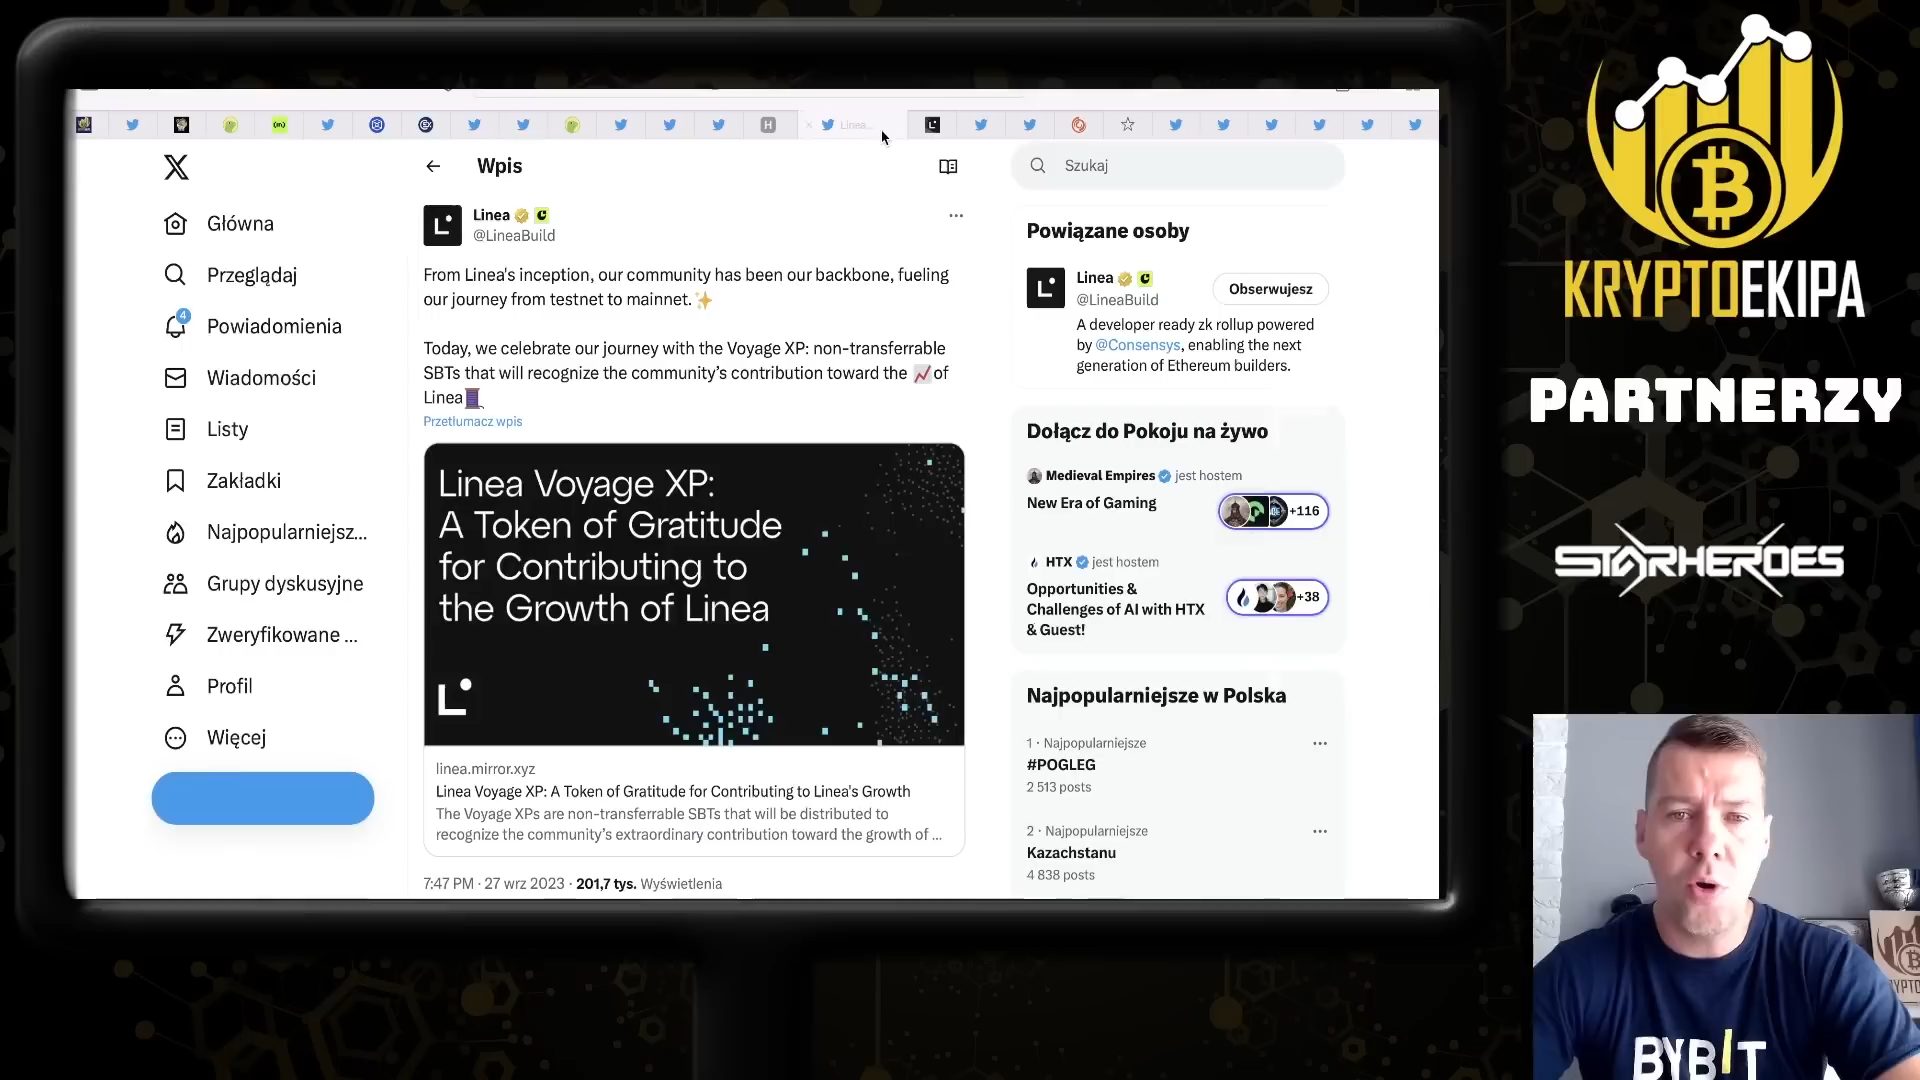 Linea...
Wpis
Szukaj
Główna
Przeglądaj
4
Powiadomienia
Wiadomości
Listy
Zakładki
Najpopularniejsz...
Grupy dyskusyjne
Zweryfikowane ...
Profil
Więcej
Linea
@LineaBuild
From Linea's inception, our community has been our backbone, fueling
our journey from testnet to mainnet.✨
Today, we celebrate our journey with the Voyage XP: non-transferrable
SBTs that will recognize the community's contribution toward the 📈of
Linea🧵
Przetłumacz wpis
Linea Voyage XP:
A Token of Gratitude
for Contributing to
the Growth of Linea
linea.mirror.xyz
Linea Voyage XP: A Token of Gratitude for Contributing to Linea's Growth
The Voyage XPs are non-transferrable SBTs that will be distributed to
recognize the community's extraordinary contribution toward the growth of ...
7:47 PM · 27 wrz 2023 · 201,7 tys. Wyświetlenia
Powiązane osoby
Linea
@LineaBuild
Obserwujesz
A developer ready zk rollup powered
by @Consensys, enabling the next
generation of Ethereum builders.
Dołącz do Pokoju na żywo
Medieval Empires jest hostem
New Era of Gaming
+116
HTX jest hostem
Opportunities &
Challenges of AI with HTX
& Guest!
+38
Najpopularniejsze w Polska
1 · Najpopularniejsze
#POGLEG
2 513 posts
2 · Najpopularniejsze
Kazachstanu
4 838 posts
KRYPTOEKIPA
PARTNERZY
STARHEROES
BYBIT